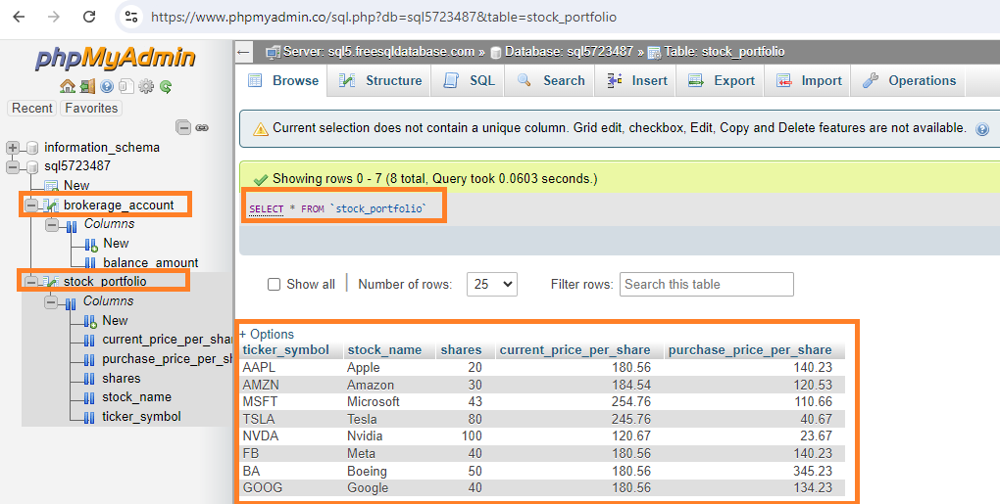 https://www.phpmyadmin.co/sql.php?db=sql5723487&table=stock_portfolio
phpMyAdmin
Recent Favorites
information_schema
sql5723487
New
brokerage_account
Columns
New
balance_amount
stock_portfolio
Columns
New
current_price_per_shar
purchase_price_per_sh
shares
stock_name
ticker_symbol
Server: sql5.freesqldatabase.com » Database: sql5723487 » Table: stock_portfolio
Browse Structure SQL Search Insert Export Import Operations
Current selection does not contain a unique column. Grid edit, checkbox, Edit, Copy and Delete features are not available.
Showing rows 0 - 7 (8 total, Query took 0.0603 seconds.)
SELECT * FROM `stock_portfolio`
Show all | Number of rows: 25 Filter rows: Search this table
+ Options
ticker_symbol stock_name shares current_price_per_share purchase_price_per_share
AAPL Apple 20 180.56 140.23
AMZN Amazon 30 184.54 120.53
MSFT Microsoft 43 254.76 110.66
TSLA Tesla 80 245.76 40.67
NVDA Nvidia 100 120.67 23.67
FB Meta 40 180.56 140.23
BA Boeing 50 180.56 345.23
GOOG Google 40 180.56 134.23